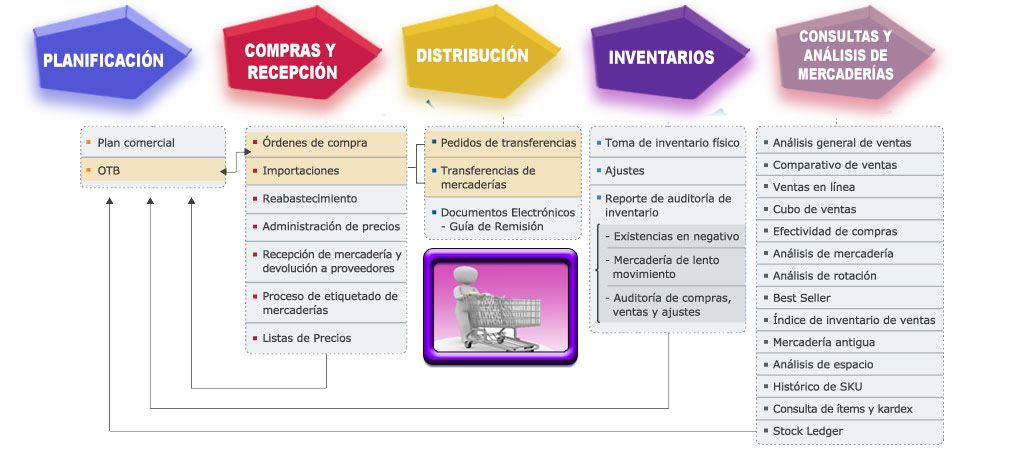 PLANIFICACIÓN
COMPRAS Y
RECEPCIÓN
DISTRIBUCIÓN
INVENTARIOS
CONSULTAS Y
ANÁLISIS DE
MERCADERÍAS
Plan comercial
OTB
Órdenes de compra
Importaciones
Reabastecimiento
Administración de precios
Recepción de mercadería y
devolución a proveedores
Proceso de etiquetado de
mercaderías
Listas de Precios
Pedidos de transferencias
Transferencias de
mercaderías
Documentos Electrónicos
- Guía de Remisión
Toma de inventario físico
Ajustes
Reporte de auditoría de
inventario
- Existencias en negativo
- Mercadería de lento
movimiento
- Auditoría de compras,
ventas y ajustes
Análisis general de ventas
Comparativo de ventas
Ventas en línea
Cubo de ventas
Efectividad de compras
Análisis de mercadería
Análisis de rotación
Best Seller
Índice de inventario de ventas
Mercadería antigua
Análisis de espacio
Histórico de SKU
Consulta de ítems y kardex
Stock Ledger